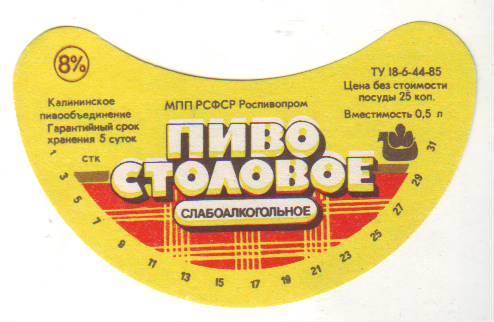 8%
Калининское
пивообъединение
Гарантийный срок
хранения 5 суток
стк
МПП РСФСР Роспивопром
ТУ 18-6-44-85
Цена без стоимости
посуды 25 коп.
Вместимость 0,5 л
ПИВО
СТОЛОВОЕ
СЛАБОАЛКОГОЛЬНОЕ
1 3 5 7 9 11 13 15 17 19 21 23 25 27 29 31